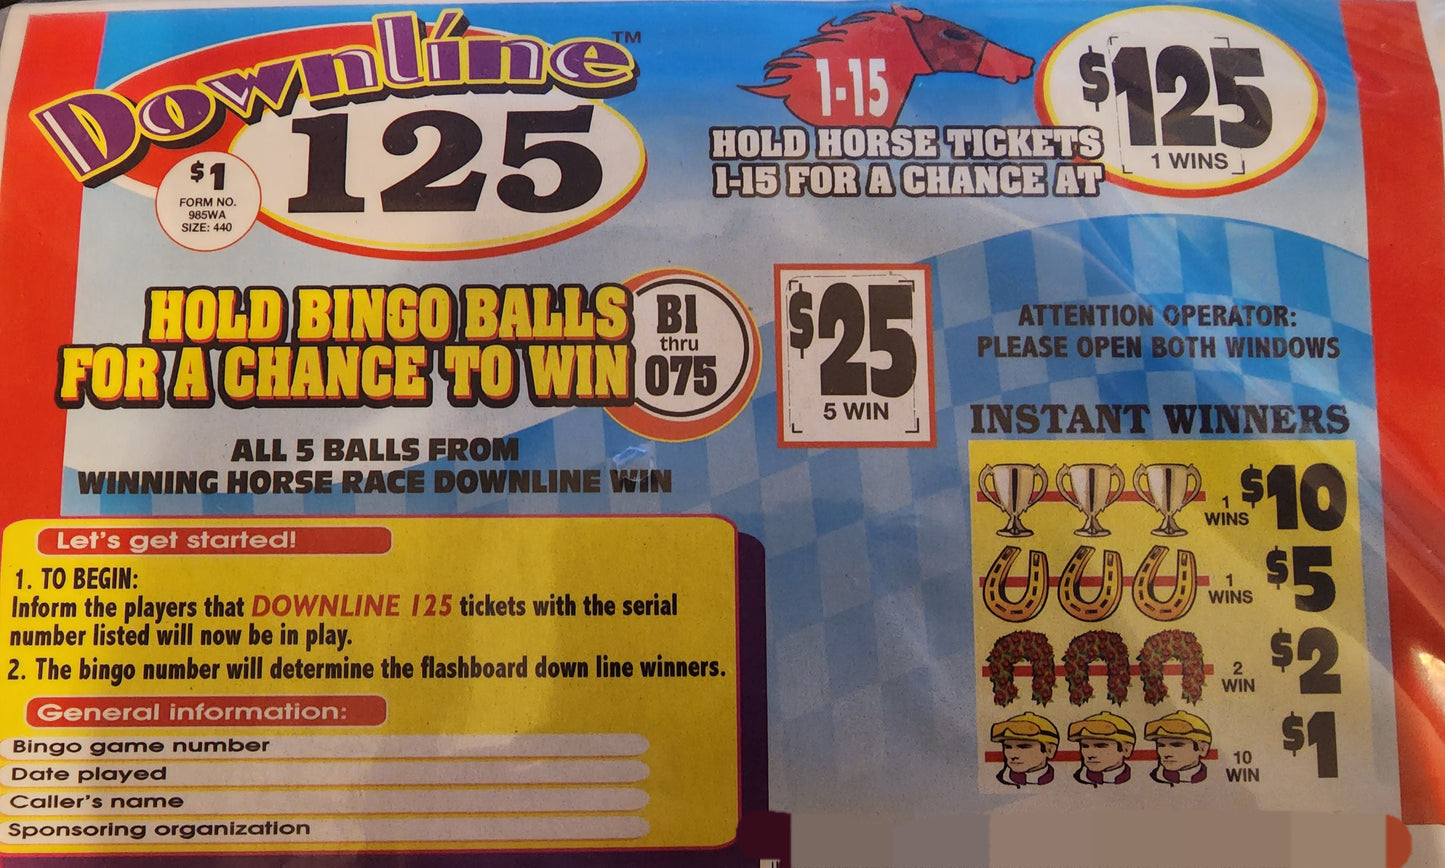 Downline™
125
$1
FORM NO.
985WA
SIZE: 440
1-15
HOLD HORSE TICKETS
1-15 FOR A CHANCE AT
$125
1 WINS
HOLD BINGO BALLS
FOR A CHANCE TO WIN
B1
thru
O75
$25
5 WIN
ALL 5 BALLS FROM
WINNING HORSE RACE DOWNLINE WIN
ATTENTION OPERATOR:
PLEASE OPEN BOTH WINDOWS
INSTANT WINNERS
1 WINS $10
1 WINS $5
2 WIN $2
10 WIN $1
Let's get started!
1. TO BEGIN:
Inform the players that DOWNLINE 125 tickets with the serial
number listed will now be in play.
2. The bingo number will determine the flashboard down line winners.
General information:
Bingo game number
Date played
Caller's name
Sponsoring organization